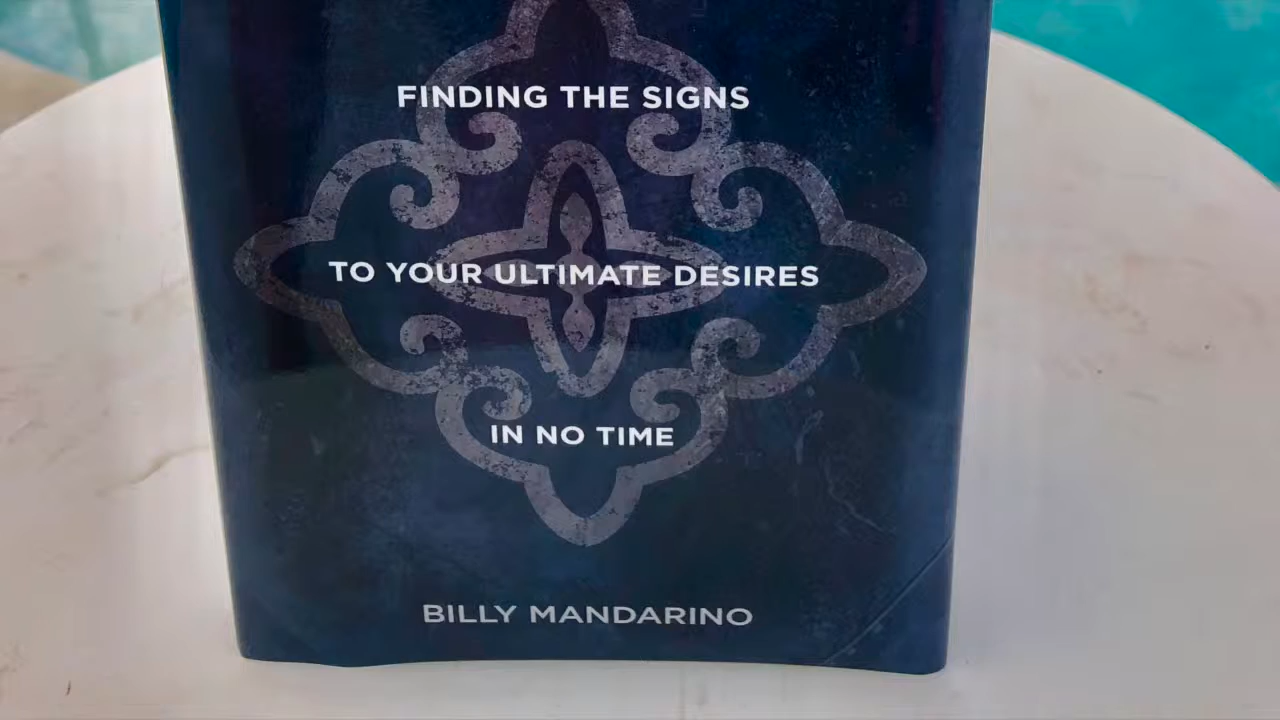 FINDING THE SIGNS
TO YOUR ULTIMATE DESIRES
IN NO TIME
BILLY MANDARINO